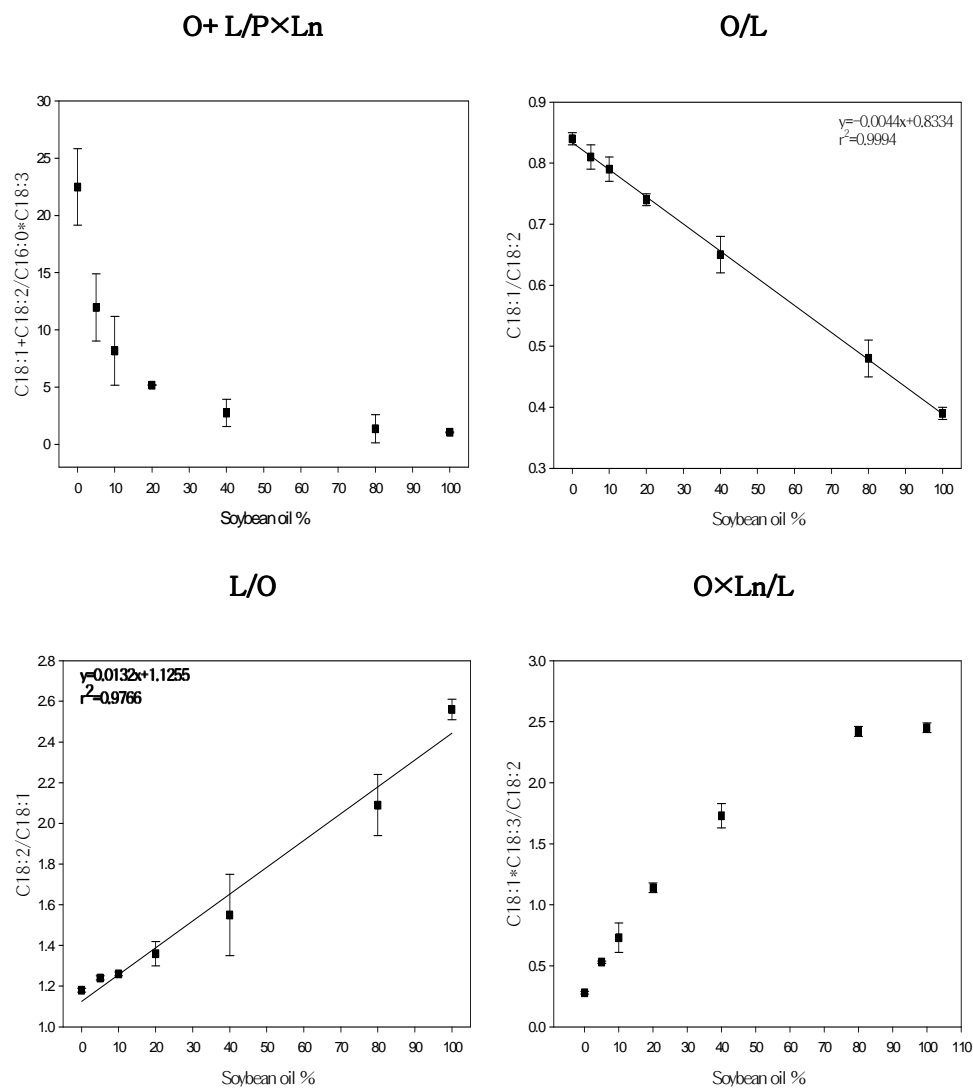 O+ L/P×Ln
C18:1+C18:2/C16:0*C18:3
30
25
20
15
10
5
0
0 10 20 30 40 50 60 70 80 90 100
Soybean oil %
O/L
C18:1/C18:2
y=-0.0044x+0.8334
r²=0.9994
0.9
0.8
0.7
0.6
0.5
0.4
0.3
0 10 20 30 40 50 60 70 80 90 100
Soybean oil %
L/O
C18:2/C18:1
y=0.0132x+1.1255
r²=0.9766
2.8
2.6
2.4
2.2
2.0
1.8
1.6
1.4
1.2
1.0
0 10 20 30 40 50 60 70 80 90 100
Soybean oil %
O×Ln/L
C18:1*C18:3/C18:2
3.0
2.5
2.0
1.5
1.0
0.5
0.0
0 10 20 30 40 50 60 70 80 90 100 110
Soybean oil %